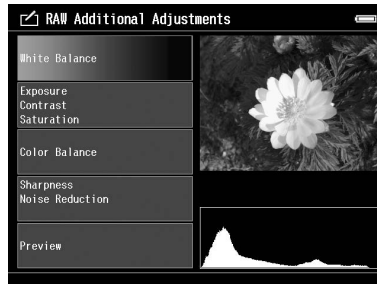 RAW Additional Adjustments
White Balance
Exposure
Contrast
Saturation
Color Balance
Sharpness
Noise Reduction
Preview